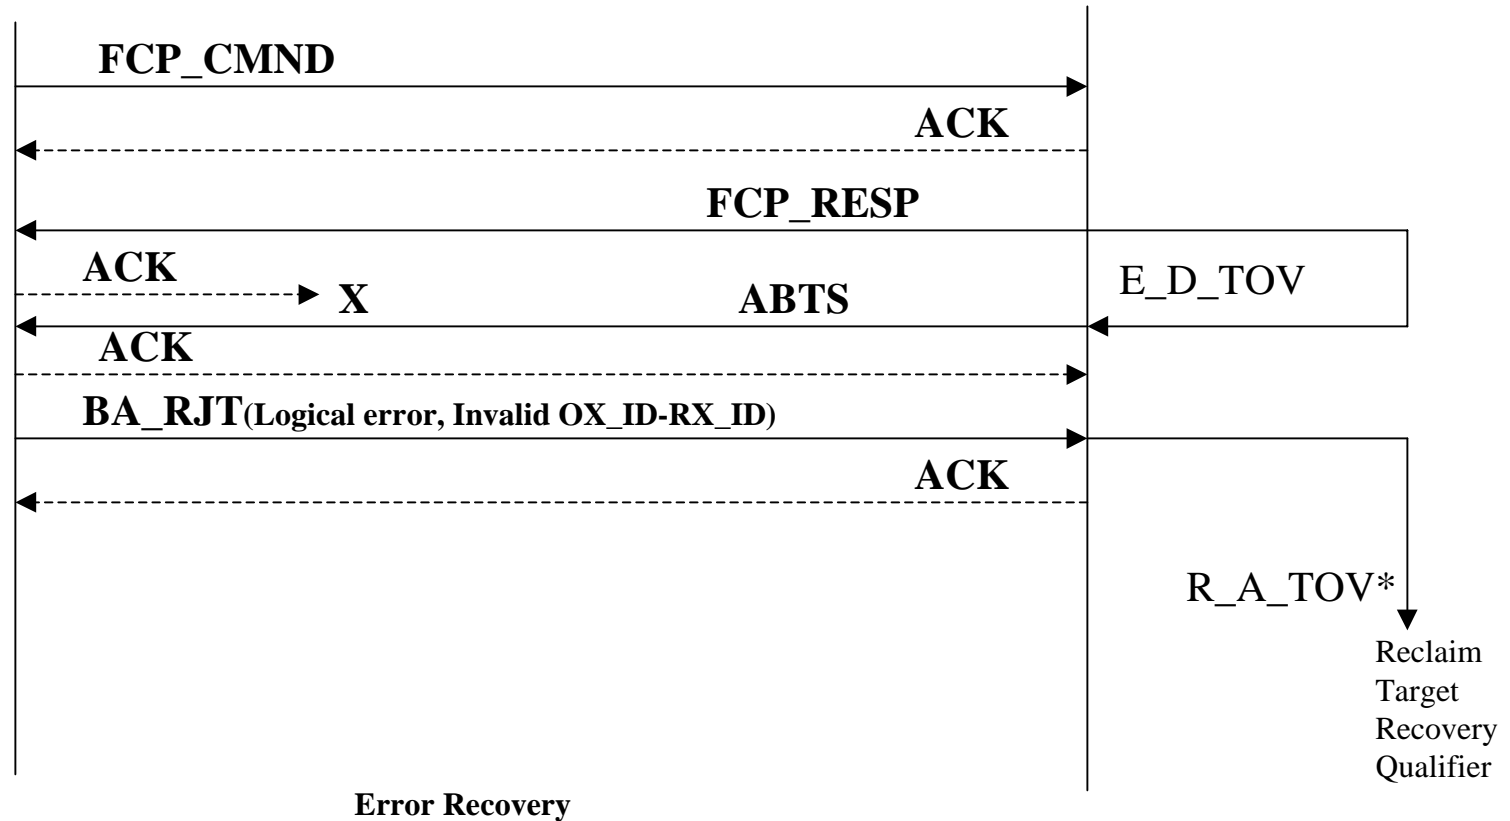 FCP_CMND
ACK
FCP_RESP
ACK
X
ABTS
E_D_TOV
ACK
BA_RJT(Logical error, Invalid OX_ID-RX_ID)
ACK
R_A_TOV*
Reclaim
Target
Recovery
Qualifier
Error Recovery